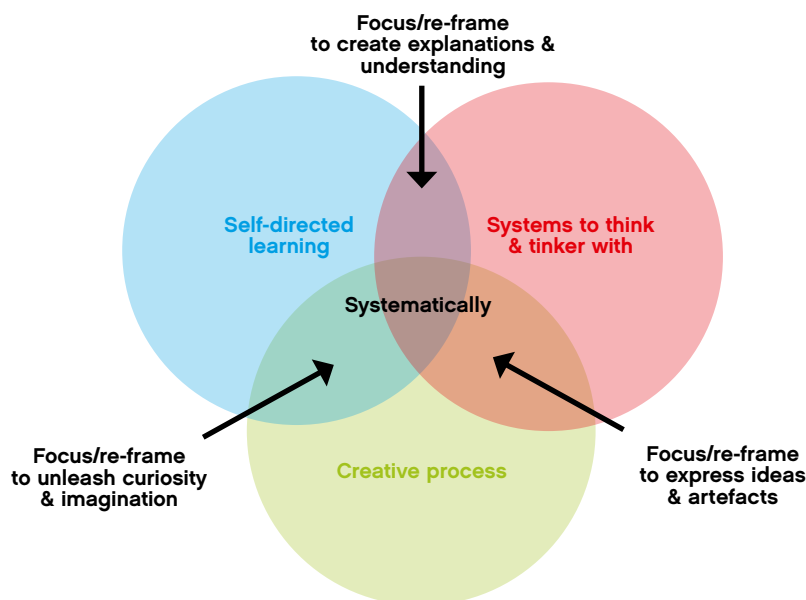 Focus/re-frame
to create explanations &
understanding
Self-directed
learning
Systems to think
& tinker with
Systematically
Focus/re-frame
to unleash curiosity
& imagination
Creative process
Focus/re-frame
to express ideas
& artefacts